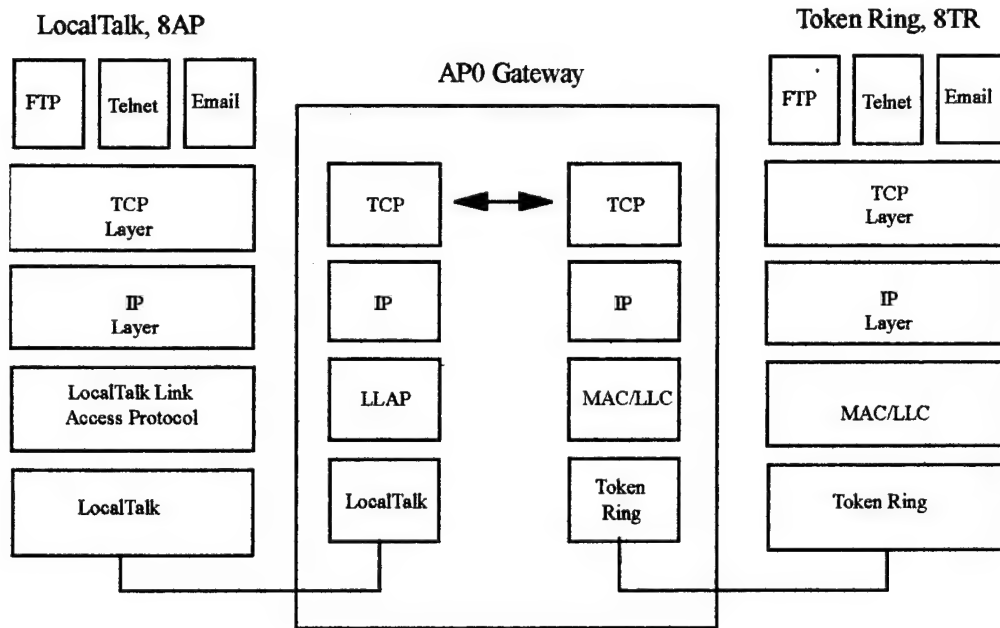 LocalTalk, 8AP
FTP
Telnet
Email
TCP
Layer
IP
Layer
LocalTalk Link
Access Protocol
LocalTalk
AP0 Gateway
TCP
TCP
IP
IP
LLAP
MAC/LLC
LocalTalk
Token
Ring
Token Ring, 8TR
FTP
Telnet
Email
TCP
Layer
IP
Layer
MAC/LLC
Token Ring